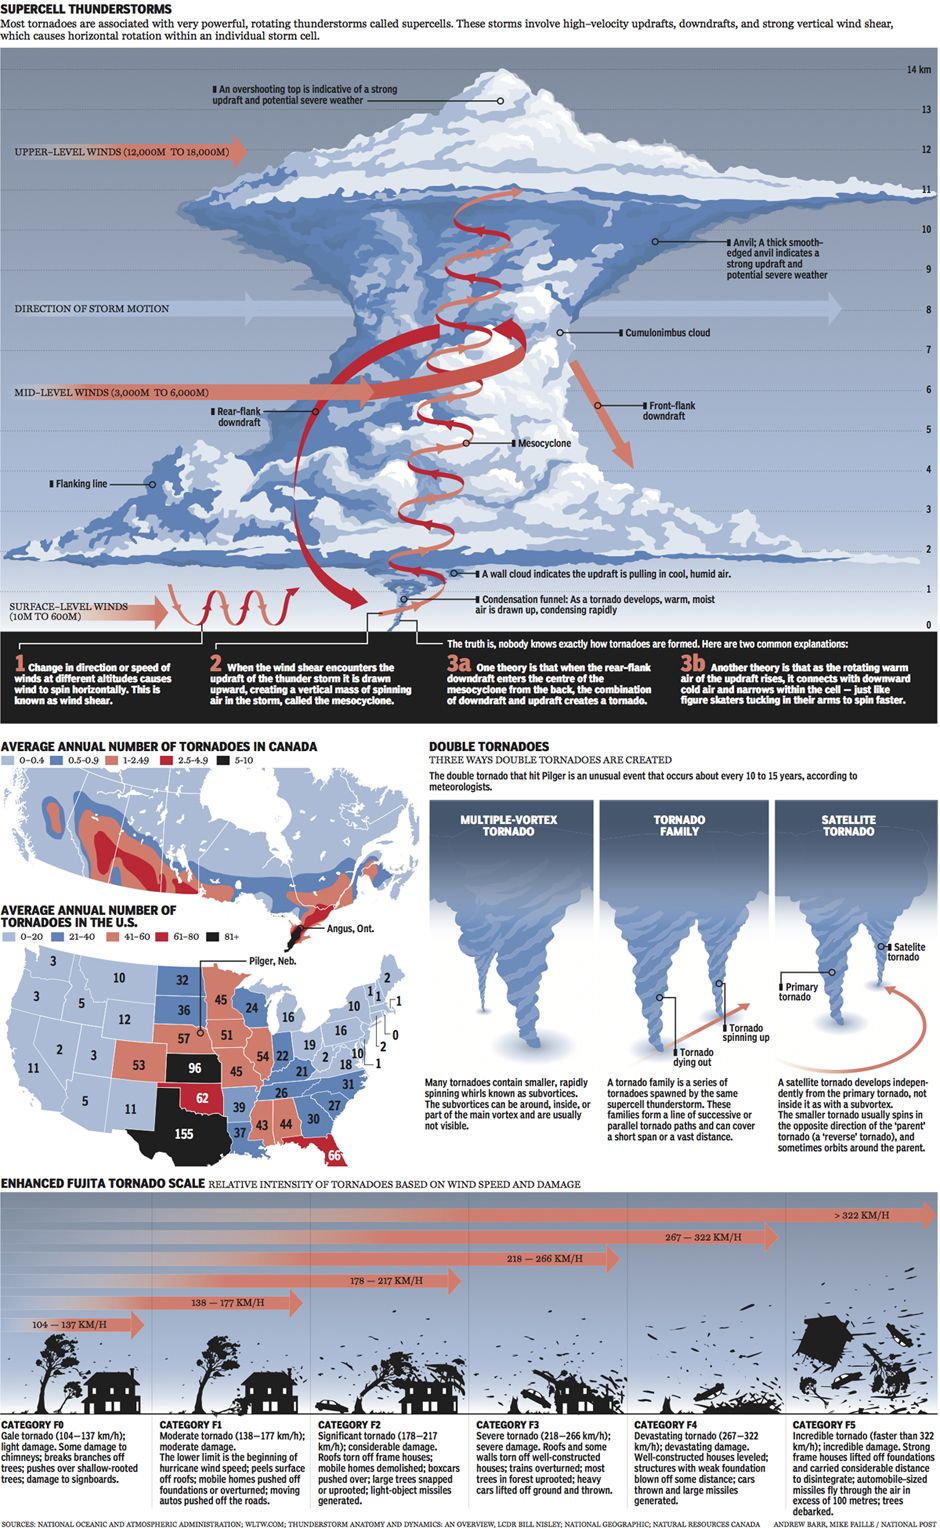 SUPERCELL THUNDERSTORMS
Most tornadoes are associated with very powerful, rotating thunderstorms called supercells. These storms involve high-velocity updrafts, downdrafts, and strong vertical wind shear,
which causes horizontal rotation within an individual storm cell.
14 km
An overshooting top is indicative of a strong
updraft and potential severe weather
13
UPPER-LEVEL WINDS (12,000M TO 18,000M)
12
11
10
Anvil; A thick smooth-
edged anvil indicates a
strong updraft and
potential severe weather
9
DIRECTION OF STORM MOTION
8
Cumulonimbus cloud
7
MID-LEVEL WINDS (3,000M TO 6,000M)
6
Rear-flank
downdraft
Front-flank
downdraft
5
Mesocyclone
4
Flanking line
3
2
A wall cloud indicates the updraft is pulling in cool, humid air.
1
Condensation funnel: As a tornado develops, warm, moist
air is drawn up, condensing rapidly
SURFACE-LEVEL WINDS
(10M TO 600M)
0
The truth is, nobody knows exactly how tornadoes are formed. Here are two common explanations:
1 Change in direction or speed of
winds at different altitudes causes
wind to spin horizontally. This is
known as wind shear.
2 When the wind shear encounters the
updraft of the thunder storm it is drawn
upward, creating a vertical mass of spinning
air in the storm, called the mesocyclone.
3a One theory is that when the rear-flank
downdraft enters the centre of the
mesocyclone from the back, the combination
of downdraft and updraft creates a tornado.
3b Another theory is that as the rotating warm
air of the updraft rises, it connects with downward
cold air and narrows within the cell — just like
figure skaters tucking in their arms to spin faster.
AVERAGE ANNUAL NUMBER OF TORNADOES IN CANADA
0-0.4 0.5-0.9 1-2.49 2.5-4.9 5-10
Angus, Ont.
AVERAGE ANNUAL NUMBER OF
TORNADOES IN THE U.S.
0-20 21-40 41-60 61-80 81+
Pilger, Neb.
3
10
32
45
2
3
5
12
36
24
16
10
1
1
1
0
2
1
11
2
3
53
57
51
54
22
19
16
2
10
18
96
45
21
31
5
11
62
39
26
27
155
37
43
44
30
66
DOUBLE TORNADOES
THREE WAYS DOUBLE TORNADOES ARE CREATED
The double tornado that hit Pilger is an unusual event that occurs about every 10 to 15 years, according to
meteorologists.
MULTIPLE-VORTEX
TORNADO
Many tornadoes contain smaller, rapidly
spinning whirls known as subvortices.
The subvortices can be around, inside, or
part of the main vortex and are usually
not visible.
TORNADO
FAMILY
Tornado
spinning up
Tornado
dying out
A tornado family is a series of
tornadoes spawned by the same
supercell thunderstorm. These
families form a line of successive or
parallel tornado paths and can cover
a short span or a vast distance.
SATELLITE
TORNADO
Satelite
tornado
Primary
tornado
A satellite tornado develops indepen-
dently from the primary tornado, not
inside it as with a subvortex.
The smaller tornado usually spins in
the opposite direction of the 'parent'
tornado (a 'reverse' tornado), and
sometimes orbits around the parent.
ENHANCED FUJITA TORNADO SCALE RELATIVE INTENSITY OF TORNADOES BASED ON WIND SPEED AND DAMAGE
> 322 KM/H
267 — 322 KM/H
218 — 266 KM/H
178 — 217 KM/H
138 — 177 KM/H
104 — 137 KM/H
CATEGORY F0
Gale tornado (104–137 km/h);
light damage. Some damage to
chimneys; breaks branches off
trees; pushes over shallow-rooted
trees; damage to signboards.
CATEGORY F1
Moderate tornado (138–177 km/h);
moderate damage.
The lower limit is the beginning of
hurricane wind speed; peels surface
off roofs; mobile homes pushed off
foundations or overturned; moving
autos pushed off the roads.
CATEGORY F2
Significant tornado (178–217
km/h); considerable damage.
Roofs torn off frame houses;
mobile homes demolished; boxcars
pushed over; large trees snapped
or uprooted; light-object missiles
generated.
CATEGORY F3
Severe tornado (218–266 km/h);
severe damage. Roofs and some
walls torn off well-constructed
houses; trains overturned; most
trees in forest uprooted; heavy
cars lifted off ground and thrown.
CATEGORY F4
Devastating tornado (267–322
km/h); devastating damage.
Well-constructed houses leveled;
structures with weak foundation
blown off some distance; cars
thrown and large missiles
generated.
CATEGORY F5
Incredible tornado (faster than 322
km/h); incredible damage. Strong
frame houses lifted off foundations
and carried considerable distance
to disintegrate; automobile-sized
missiles fly through the air in
excess of 100 metres; trees
debarked.
SOURCES: NATIONAL OCEANIC AND ATMOSPHERIC ADMINISTRATION; WLTW.COM; THUNDERSTORM ANATOMY AND DYNAMICS: AN OVERVIEW, LCDR BILL NISLEY; NATIONAL GEOGRAPHIC; NATURAL RESOURCES CANADA
ANDREW BARR, MIKE FAILLE / NATIONAL POST